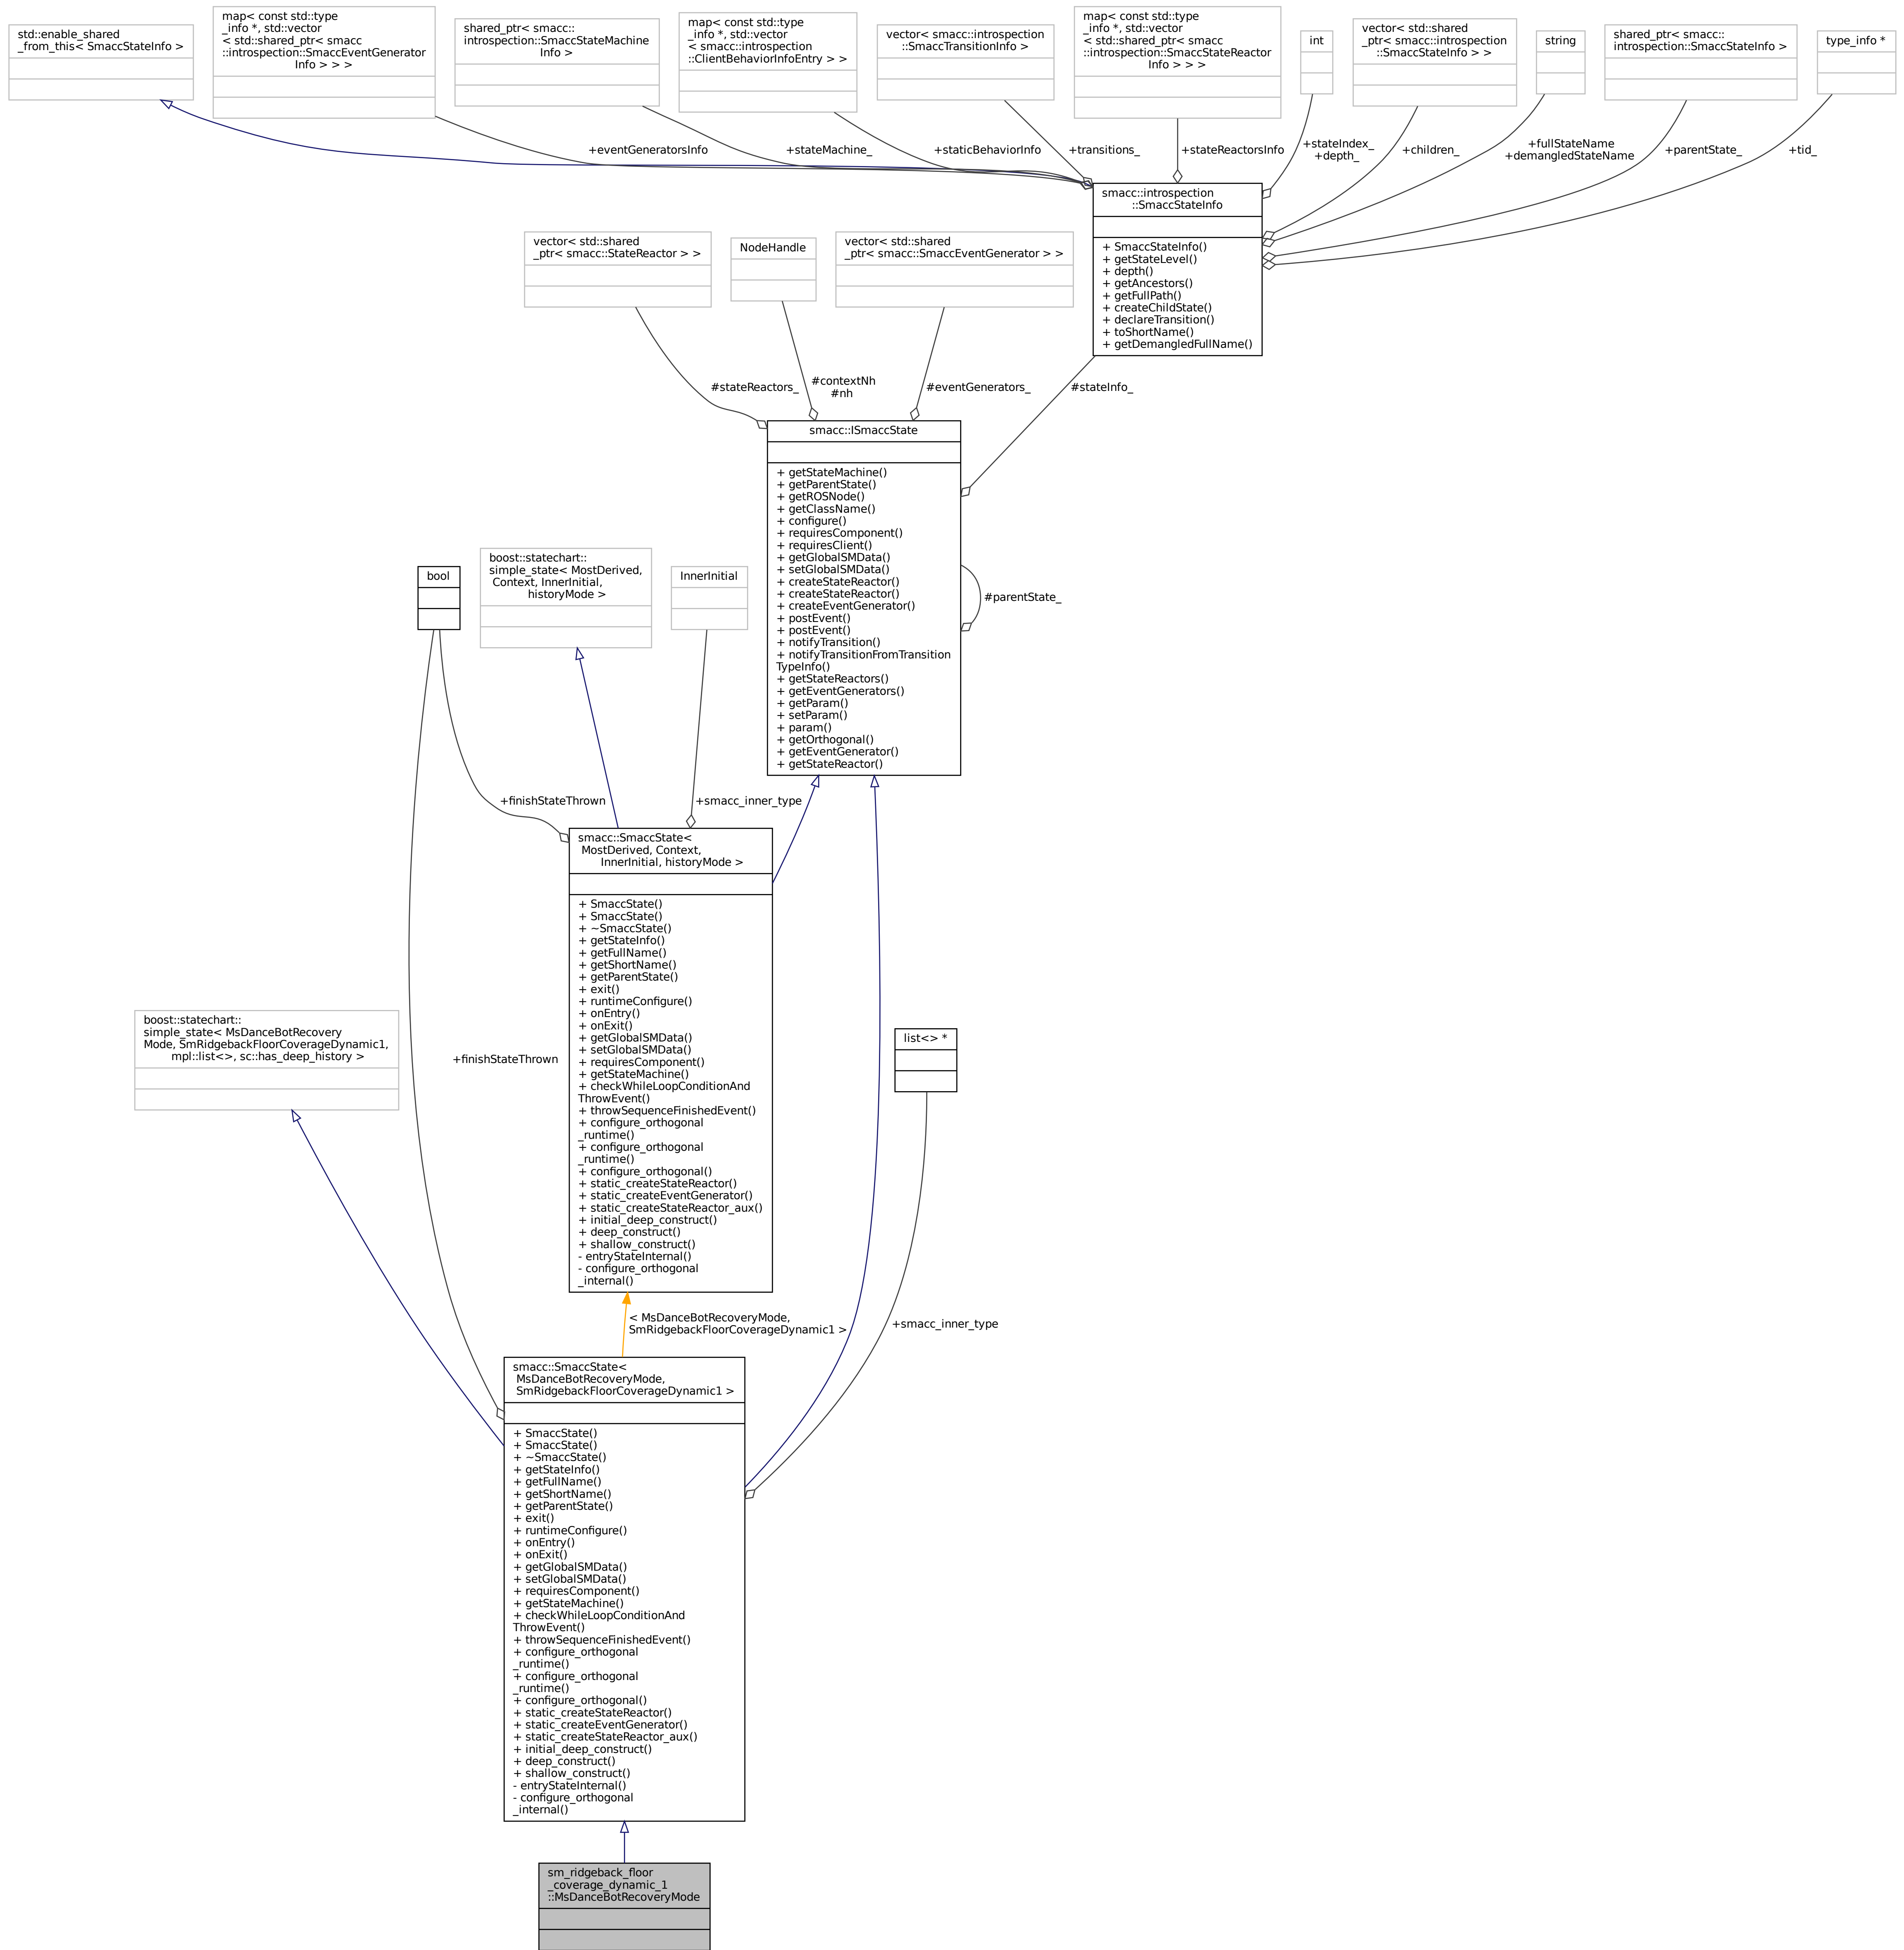 std::enable_shared
_from_this< SmaccStateInfo >
map< const std::type
_info *, std::vector
< std::shared_ptr< smacc
::introspection::SmaccEventGenerator
Info > > >
shared_ptr< smacc::
introspection::SmaccStateMachine
Info >
map< const std::type
_info *, std::vector
< smacc::introspection
::ClientBehaviorInfoEntry > >
vector< smacc::introspection
::SmaccTransitionInfo >
map< const std::type
_info *, std::vector
< std::shared_ptr< smacc
::introspection::SmaccStateReactor
Info > > >
int
vector< std::shared
_ptr< smacc::introspection
::SmaccStateInfo > >
string
shared_ptr< smacc::
introspection::SmaccStateInfo >
type_info *
+eventGeneratorsInfo
+stateMachine_
+staticBehaviorInfo
+transitions_
+stateReactorsInfo
+stateIndex_
+depth_
+children_
+fullStateName
+demangledStateName
+parentState_
+tid_
smacc::introspection
::SmaccStateInfo
+ SmaccStateInfo()
+ getStateLevel()
+ depth()
+ getAncestors()
+ getFullPath()
+ createChildState()
+ declareTransition()
+ toShortName()
+ getDemangledFullName()
vector< std::shared
_ptr< smacc::StateReactor > >
NodeHandle
vector< std::shared
_ptr< smacc::SmaccEventGenerator > >
#stateReactors_
#contextNh
#nh
#eventGenerators_
#stateInfo_
smacc::ISmaccState
+ getStateMachine()
+ getParentState()
+ getROSNode()
+ getClassName()
+ configure()
+ requiresComponent()
+ requiresClient()
+ getGlobalSMData()
+ setGlobalSMData()
+ createStateReactor()
+ createStateReactor()
+ createEventGenerator()
+ postEvent()
+ postEvent()
+ notifyTransition()
+ notifyTransitionFromTransition
TypeInfo()
+ getStateReactors()
+ getEventGenerators()
+ getParam()
+ setParam()
+ param()
+ getOrthogonal()
+ getEventGenerator()
+ getStateReactor()
#parentState_
bool
boost::statechart::
simple_state< MostDerived,
Context, InnerInitial,
historyMode >
InnerInitial
+finishStateThrown
+smacc_inner_type
smacc::SmaccState<
MostDerived, Context,
InnerInitial, historyMode >
+ SmaccState()
+ SmaccState()
+ ~SmaccState()
+ getStateInfo()
+ getFullName()
+ getShortName()
+ getParentState()
+ exit()
+ runtimeConfigure()
+ onEntry()
+ onExit()
+ getGlobalSMData()
+ setGlobalSMData()
+ requiresComponent()
+ getStateMachine()
+ checkWhileLoopConditionAnd
ThrowEvent()
+ throwSequenceFinishedEvent()
+ configure_orthogonal
_runtime()
+ configure_orthogonal
_runtime()
+ configure_orthogonal()
+ static_createStateReactor()
+ static_createEventGenerator()
+ static_createStateReactor_aux()
+ initial_deep_construct()
+ deep_construct()
+ shallow_construct()
- entryStateInternal()
- configure_orthogonal
_internal()
boost::statechart::
simple_state< MsDanceBotRecovery
Mode, SmRidgebackFloorCoverageDynamic1,
mpl::list<>, sc::has_deep_history >
+finishStateThrown
list<> *
< MsDanceBotRecoveryMode,
SmRidgebackFloorCoverageDynamic1 >
+smacc_inner_type
smacc::SmaccState<
MsDanceBotRecoveryMode,
SmRidgebackFloorCoverageDynamic1 >
+ SmaccState()
+ SmaccState()
+ ~SmaccState()
+ getStateInfo()
+ getFullName()
+ getShortName()
+ getParentState()
+ exit()
+ runtimeConfigure()
+ onEntry()
+ onExit()
+ getGlobalSMData()
+ setGlobalSMData()
+ requiresComponent()
+ getStateMachine()
+ checkWhileLoopConditionAnd
ThrowEvent()
+ throwSequenceFinishedEvent()
+ configure_orthogonal
_runtime()
+ configure_orthogonal
_runtime()
+ configure_orthogonal()
+ static_createStateReactor()
+ static_createEventGenerator()
+ static_createStateReactor_aux()
+ initial_deep_construct()
+ deep_construct()
+ shallow_construct()
- entryStateInternal()
- configure_orthogonal
_internal()
sm_ridgeback_floor
_coverage_dynamic_1
::MsDanceBotRecoveryMode